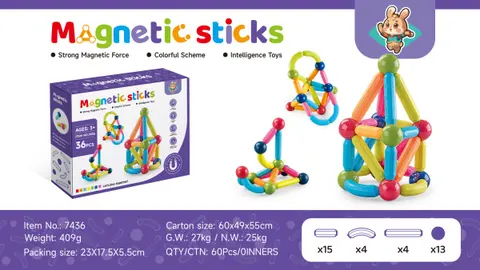 Magnetic sticks
• Strong Magnetic Force • Colorful Scheme • Intelligence Toys
Magnetic sticks
AGES 3+
36PCS
Item No.: 7436
Weight: 409g
Packing size: 23X17.5X5.5cm
Carton size: 60x49x55cm
G.W.: 27kg / N.W.: 25kg
QTY/CTN: 60Pcs/0INNERS
x15
x4
x4
x13